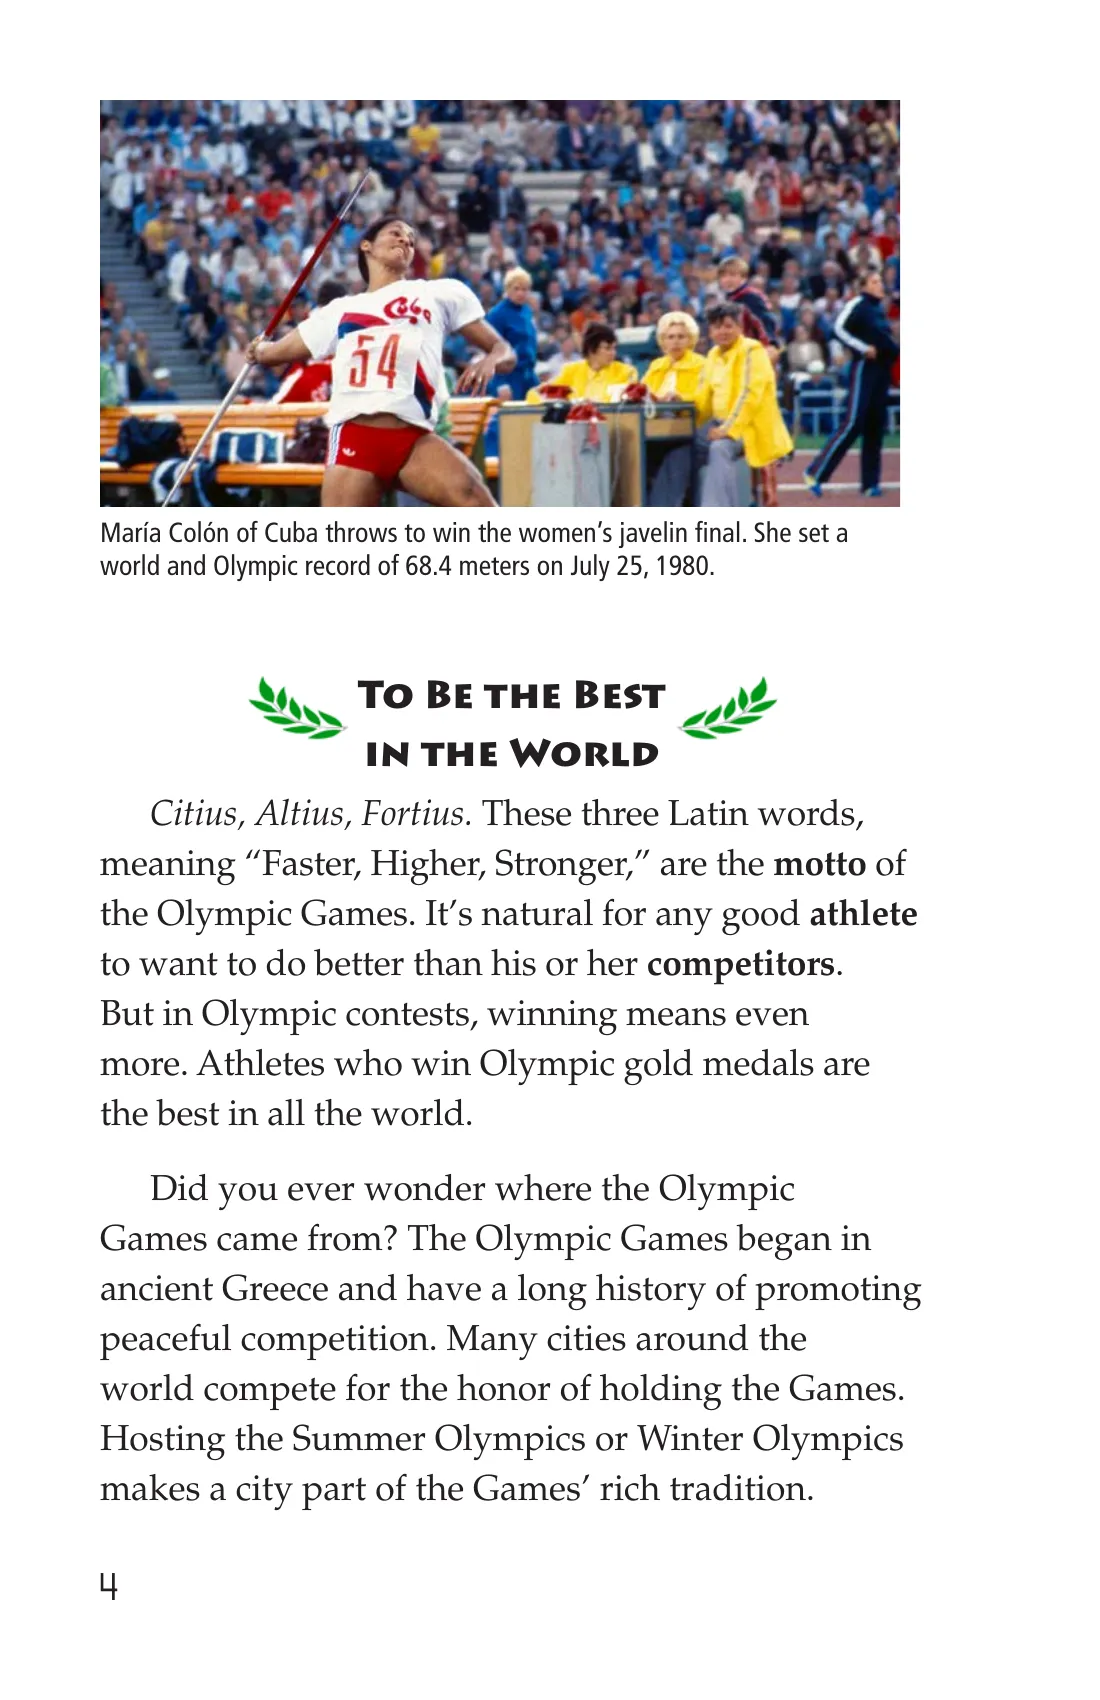 Cuba
54
María Colón of Cuba throws to win the women’s javelin final. She set a
world and Olympic record of 68.4 meters on July 25, 1980.
To Be the Best
in the World
Citius, Altius, Fortius. These three Latin words,
meaning “Faster, Higher, Stronger,” are the motto of
the Olympic Games. It’s natural for any good athlete
to want to do better than his or her competitors.
But in Olympic contests, winning means even
more. Athletes who win Olympic gold medals are
the best in all the world.
Did you ever wonder where the Olympic
Games came from? The Olympic Games began in
ancient Greece and have a long history of promoting
peaceful competition. Many cities around the
world compete for the honor of holding the Games.
Hosting the Summer Olympics or Winter Olympics
makes a city part of the Games’ rich tradition.
4